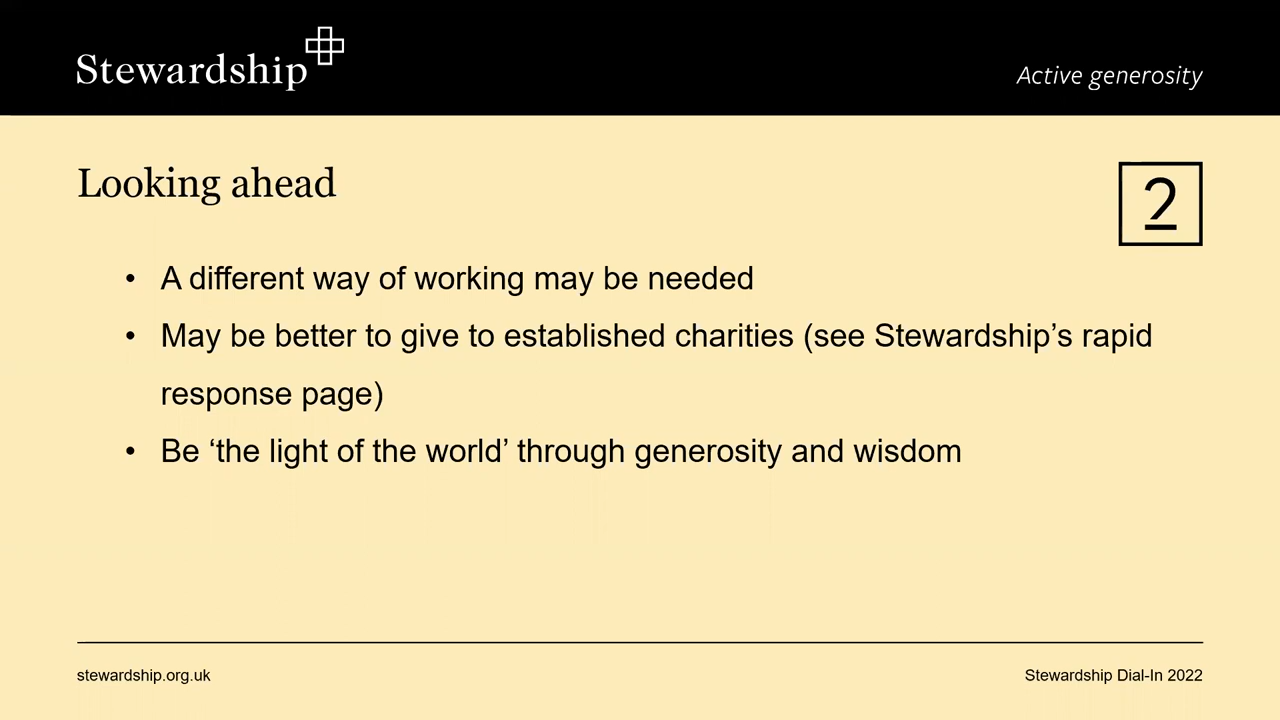 Stewardship
Active generosity
Looking ahead
2
• A different way of working may be needed
• May be better to give to established charities (see Stewardship’s rapid
response page)
• Be ‘the light of the world’ through generosity and wisdom
stewardship.org.uk
Stewardship Dial-In 2022